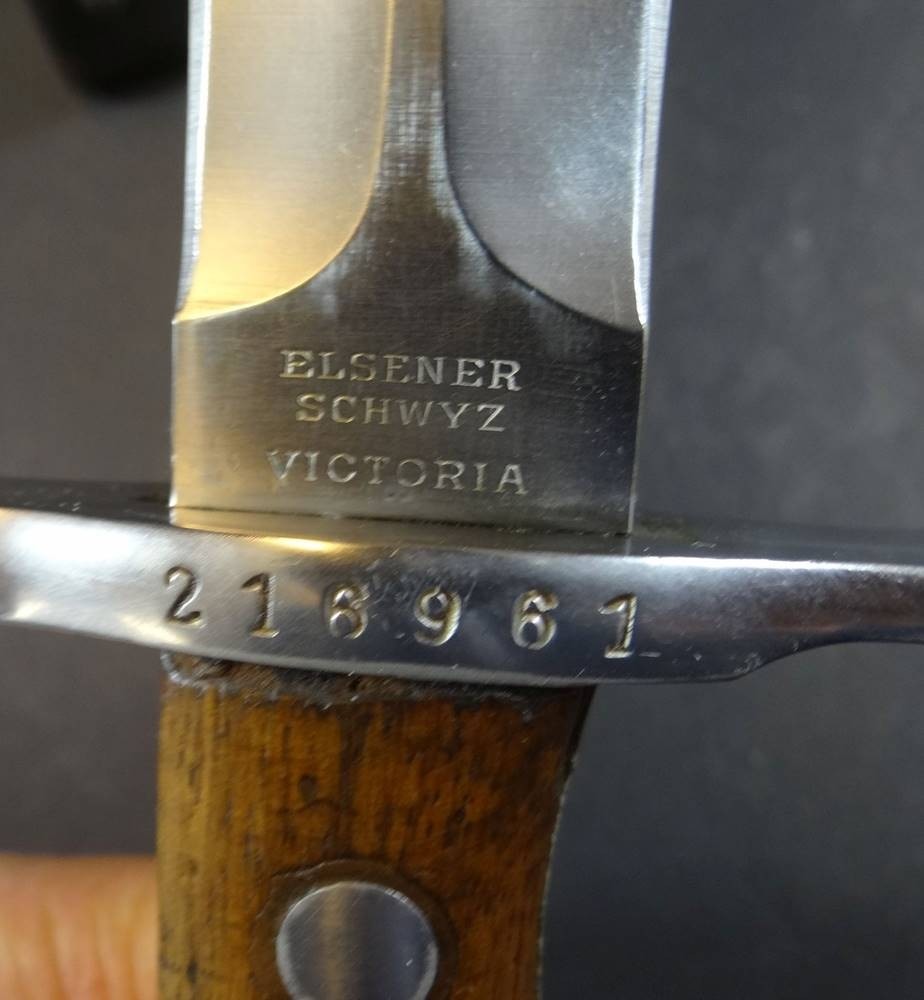 ELSENER
SCHWYZ
VICTORIA
216961